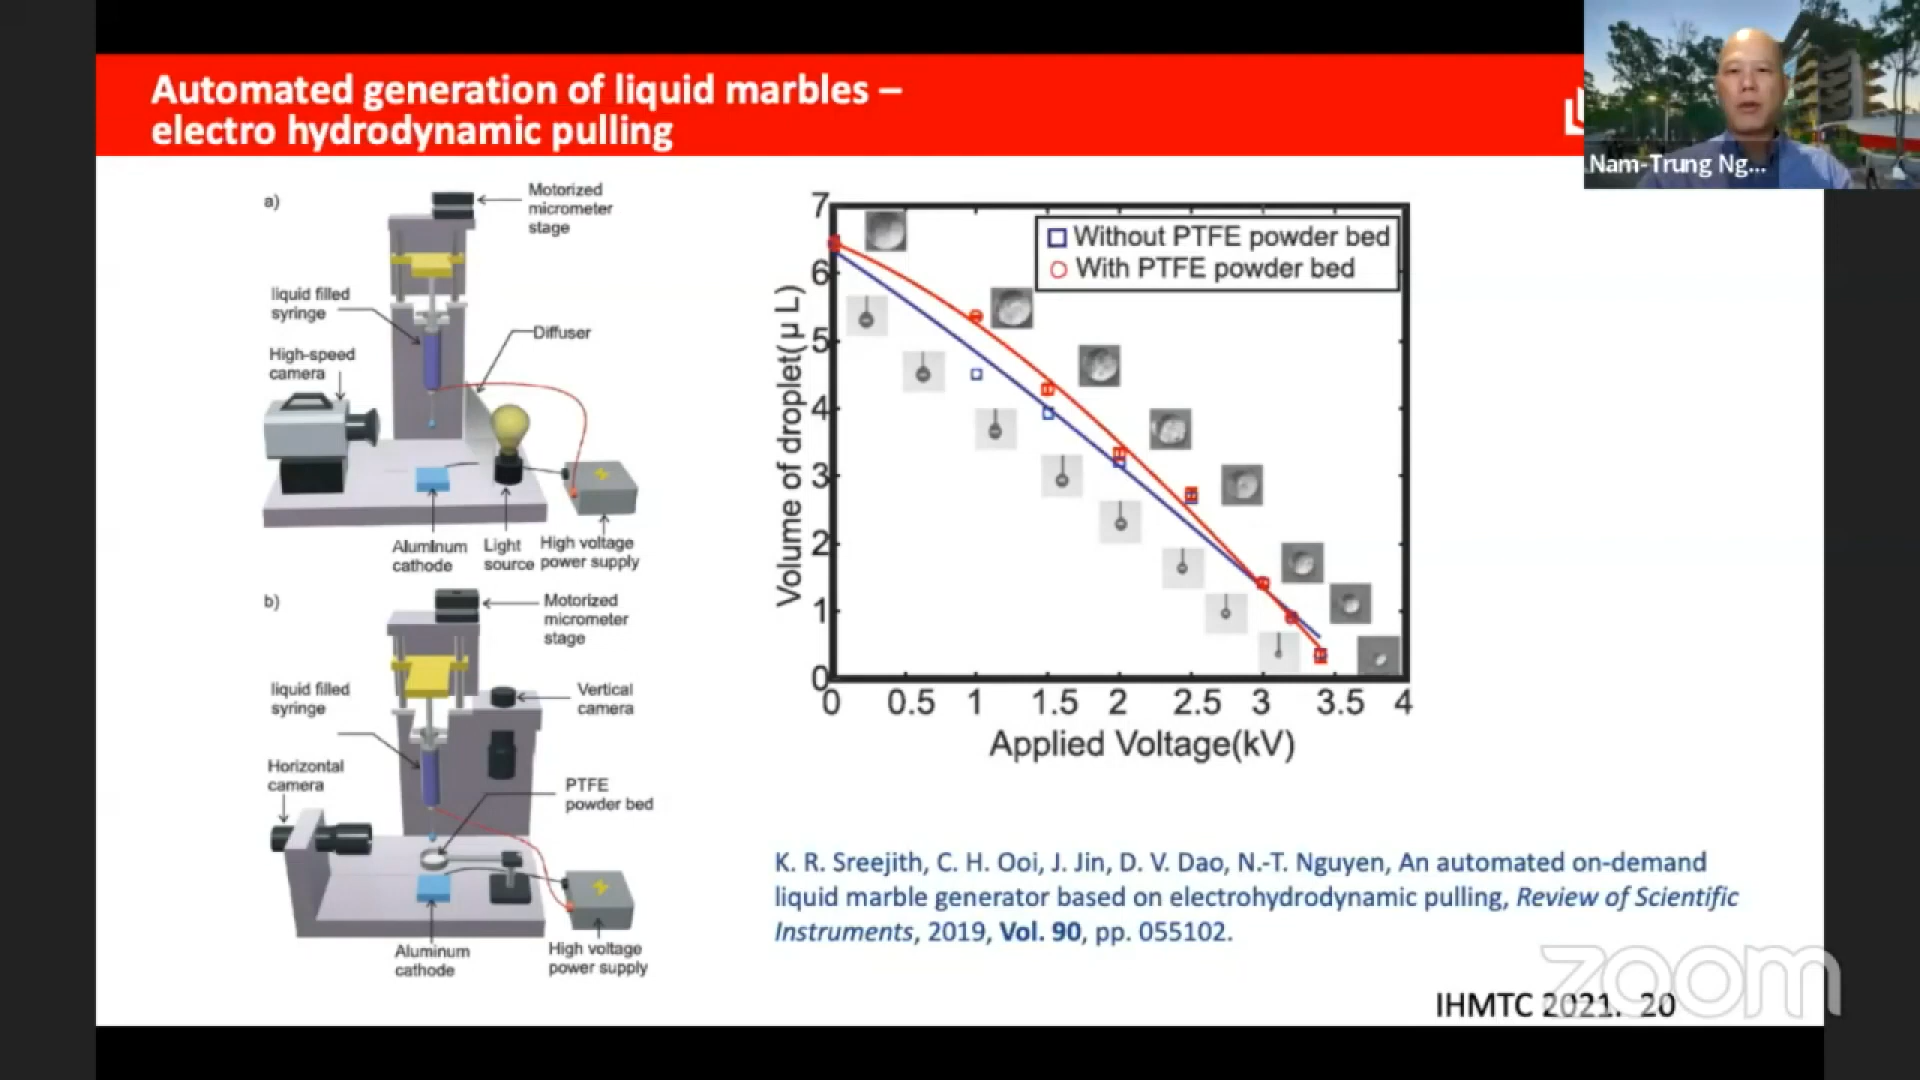 Automated generation of liquid marbles –
electro hydrodynamic pulling
Nam-Trung Ng...
a)
Motorized
micrometer
stage
liquid filled
syringe
Diffuser
High-speed
camera
Aluminum
cathode
Light
source
High voltage
power supply
b)
Motorized
micrometer
stage
liquid filled
syringe
Vertical
camera
Horizontal
camera
PTFE
powder bed
Aluminum
cathode
High voltage
power supply
Without PTFE powder bed
With PTFE powder bed
Volume of droplet(μ L)
7
6
5
4
3
2
1
0
0 0.5 1 1.5 2 2.5 3 3.5 4
Applied Voltage(kV)
K. R. Sreejith, C. H. Ooi, J. Jin, D. V. Dao, N.-T. Nguyen, An automated on-demand
liquid marble generator based on electrohydrodynamic pulling, Review of Scientific
Instruments, 2019, Vol. 90, pp. 055102.
IHMTC 2021. 20
zoom